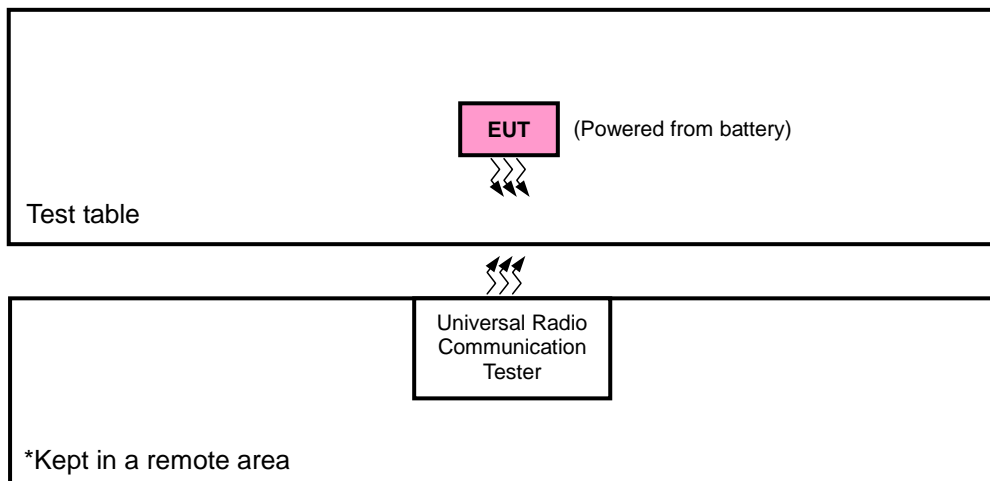 EUT
(Powered from battery)
Test table
Universal Radio
Communication
Tester
*Kept in a remote area